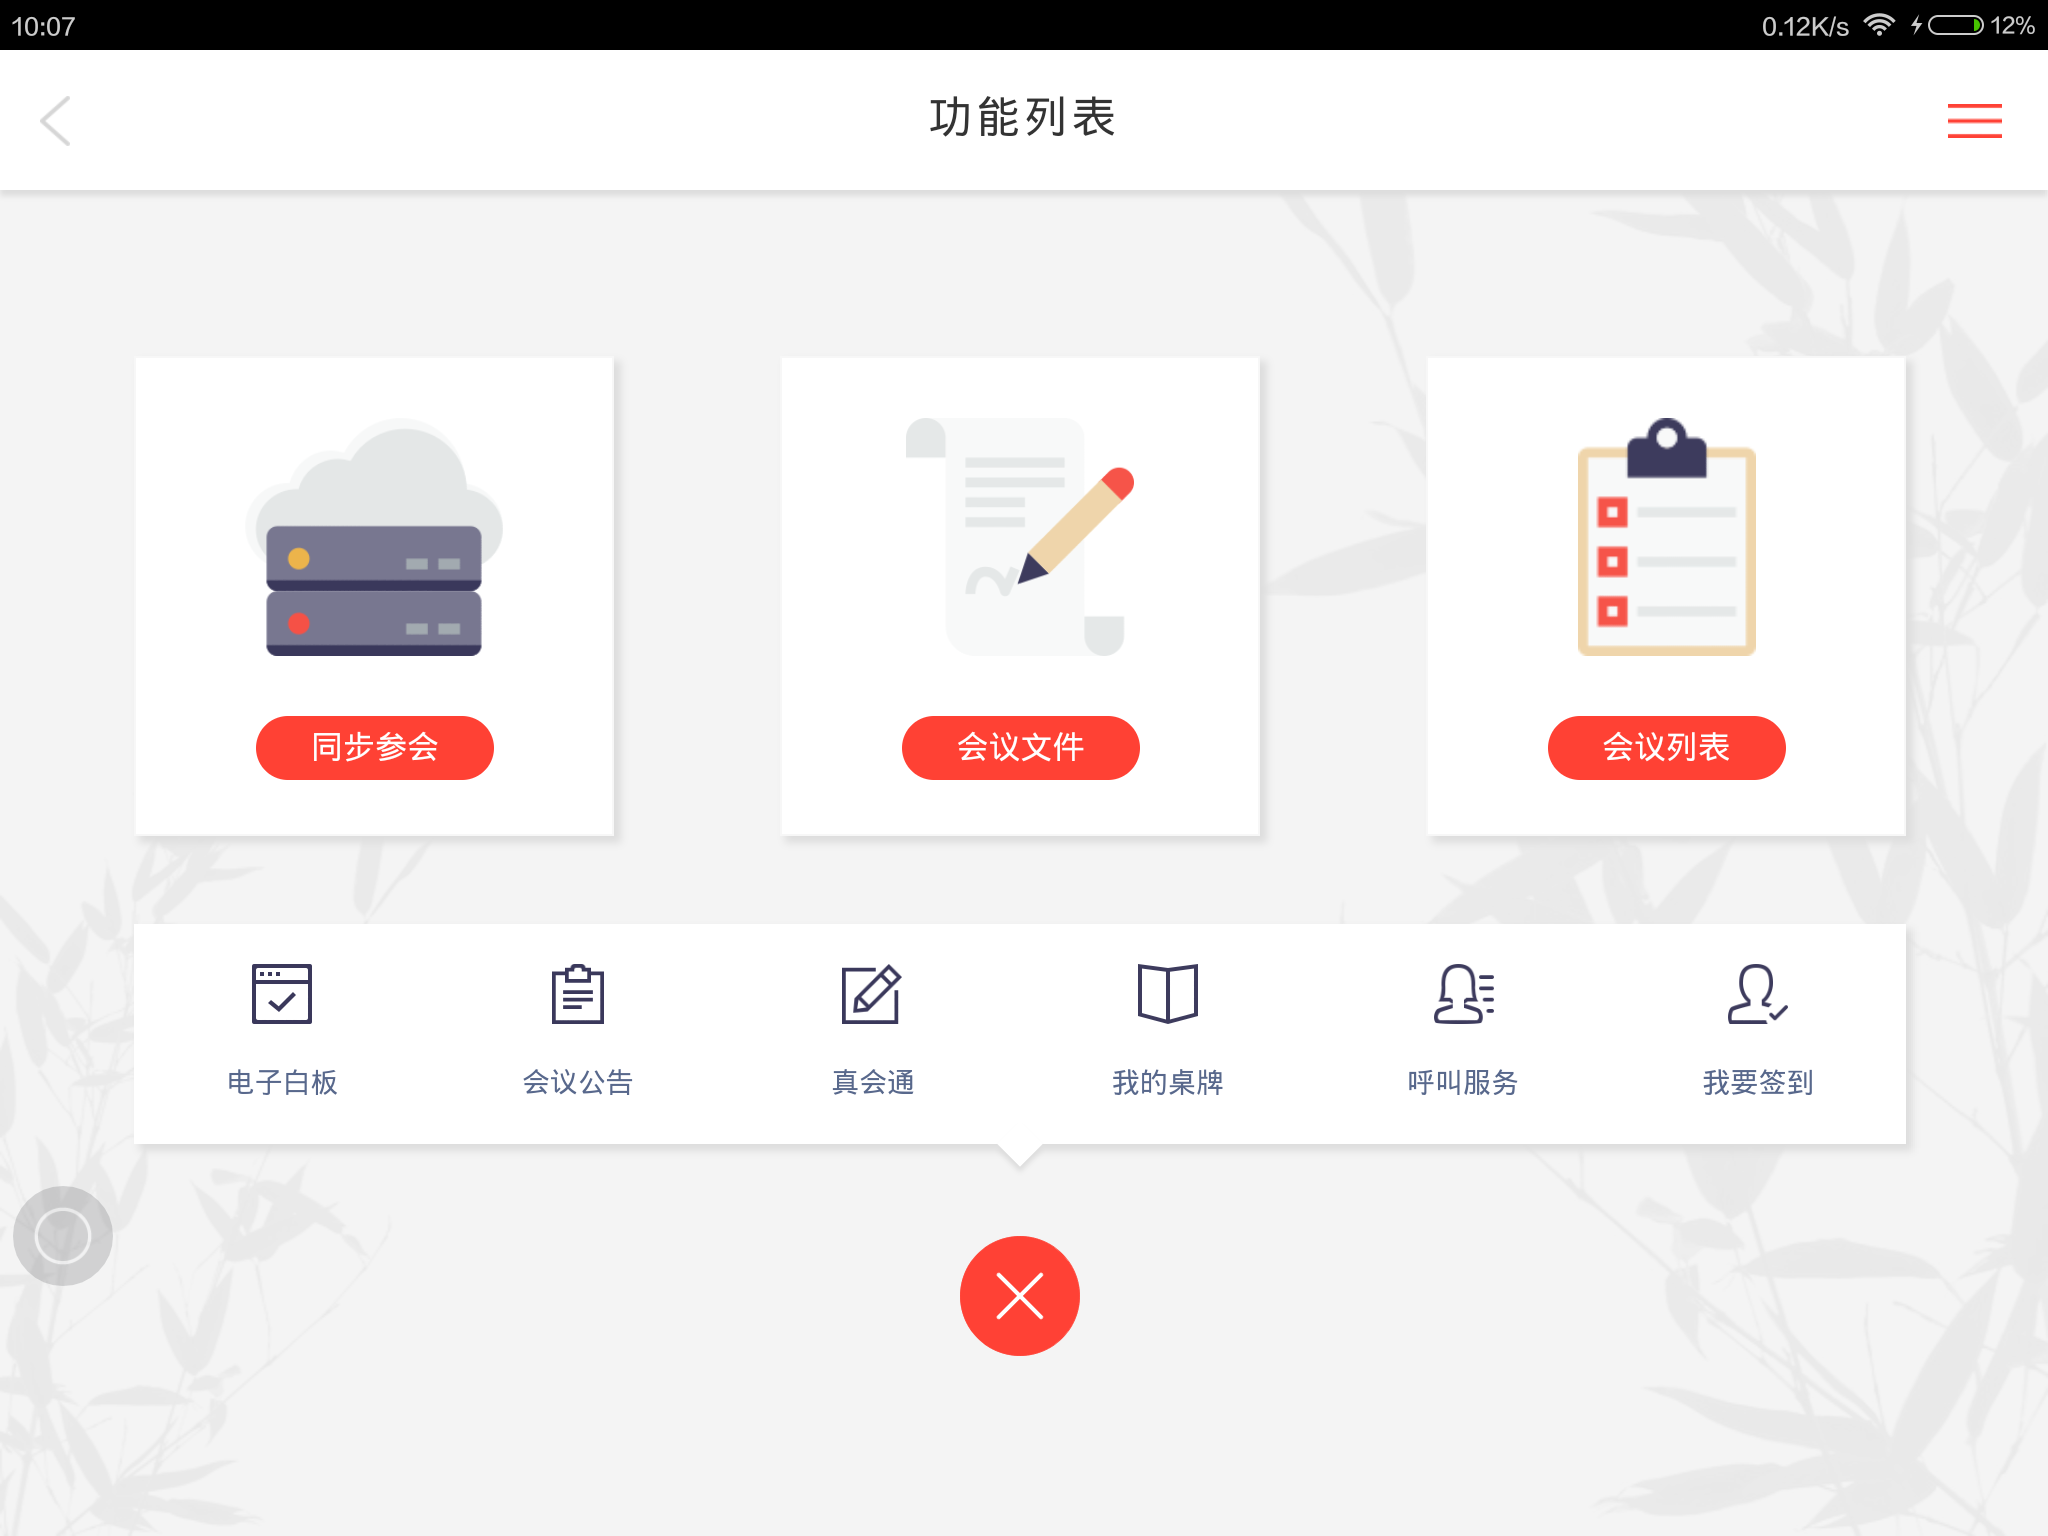 10:07
0.12K/s
12%
功能列表
同步参会
会议文件
会议列表
电子白板
会议公告
真会通
我的桌牌
呼叫服务
我要签到